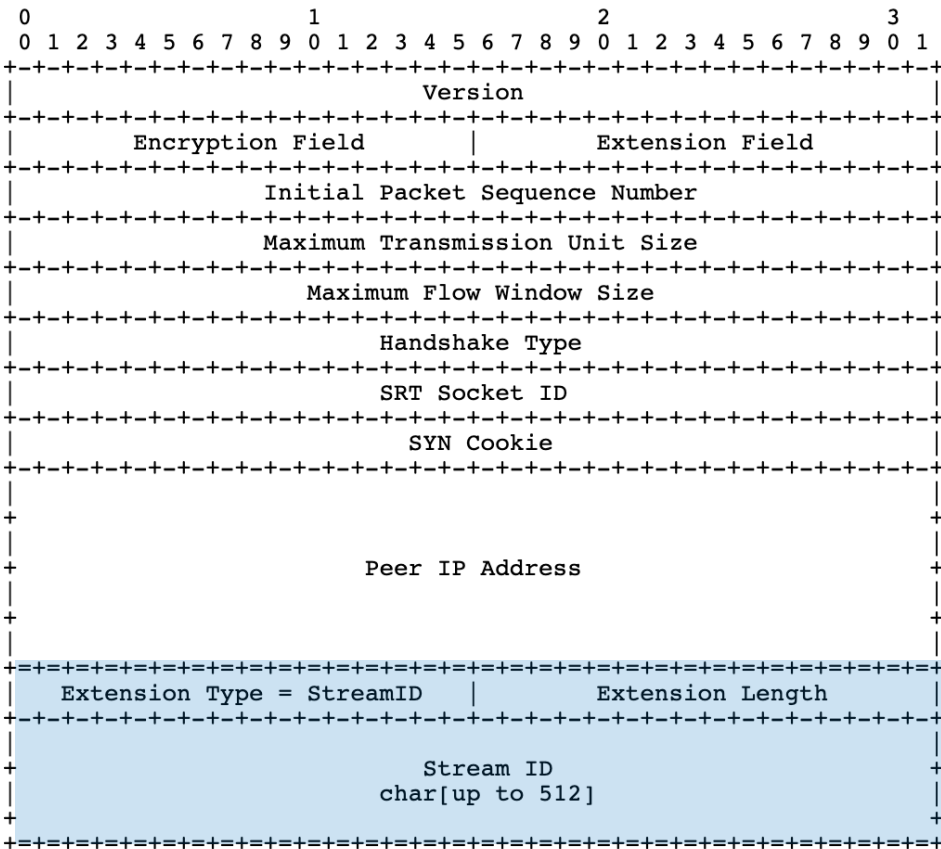 0                   1                   2                   3
0 1 2 3 4 5 6 7 8 9 0 1 2 3 4 5 6 7 8 9 0 1 2 3 4 5 6 7 8 9 0 1
+-+-+-+-+-+-+-+-+-+-+-+-+-+-+-+-+-+-+-+-+-+-+-+-+-+-+-+-+-+-+-+-+
|                            Version                            |
+-+-+-+-+-+-+-+-+-+-+-+-+-+-+-+-+-+-+-+-+-+-+-+-+-+-+-+-+-+-+-+-+
|        Encryption Field       |        Extension Field        |
+-+-+-+-+-+-+-+-+-+-+-+-+-+-+-+-+-+-+-+-+-+-+-+-+-+-+-+-+-+-+-+-+
|                 Initial Packet Sequence Number                |
+-+-+-+-+-+-+-+-+-+-+-+-+-+-+-+-+-+-+-+-+-+-+-+-+-+-+-+-+-+-+-+-+
|                 Maximum Transmission Unit Size                |
+-+-+-+-+-+-+-+-+-+-+-+-+-+-+-+-+-+-+-+-+-+-+-+-+-+-+-+-+-+-+-+-+
|                    Maximum Flow Window Size                   |
+-+-+-+-+-+-+-+-+-+-+-+-+-+-+-+-+-+-+-+-+-+-+-+-+-+-+-+-+-+-+-+-+
|                         Handshake Type                        |
+-+-+-+-+-+-+-+-+-+-+-+-+-+-+-+-+-+-+-+-+-+-+-+-+-+-+-+-+-+-+-+-+
|                         SRT Socket ID                         |
+-+-+-+-+-+-+-+-+-+-+-+-+-+-+-+-+-+-+-+-+-+-+-+-+-+-+-+-+-+-+-+-+
|                           SYN Cookie                          |
+-+-+-+-+-+-+-+-+-+-+-+-+-+-+-+-+-+-+-+-+-+-+-+-+-+-+-+-+-+-+-+-+
|                                                               |
+                                                               +
|                                                               |
+                        Peer IP Address                        +
|                                                               |
+                                                               +
|                                                               |
+=+=+=+=+=+=+=+=+=+=+=+=+=+=+=+=+=+=+=+=+=+=+=+=+=+=+=+=+=+=+=+=+
|   Extension Type = StreamID   |        Extension Length       |
+-+-+-+-+-+-+-+-+-+-+-+-+-+-+-+-+-+-+-+-+-+-+-+-+-+-+-+-+-+-+-+-+
|                                                               |
+                            Stream ID                          +
|                         char[up to 512]                       |
+                                                               +
+=+=+=+=+=+=+=+=+=+=+=+=+=+=+=+=+=+=+=+=+=+=+=+=+=+=+=+=+=+=+=+=+